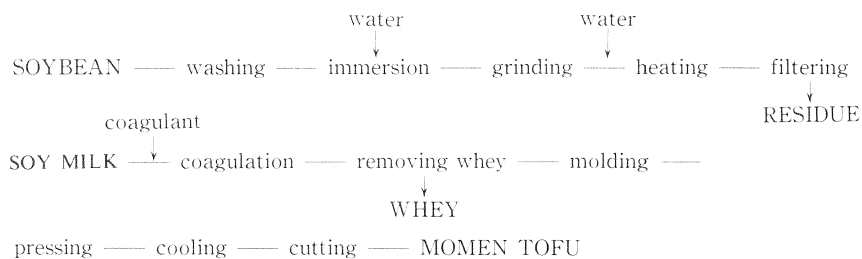 water water
SOYBEAN — washing — immersion — grinding — heating — filtering
RESIDUE
coagulant
SOY MILK — coagulation — removing whey — molding —
WHEY
pressing — cooling — cutting — MOMEN TOFU